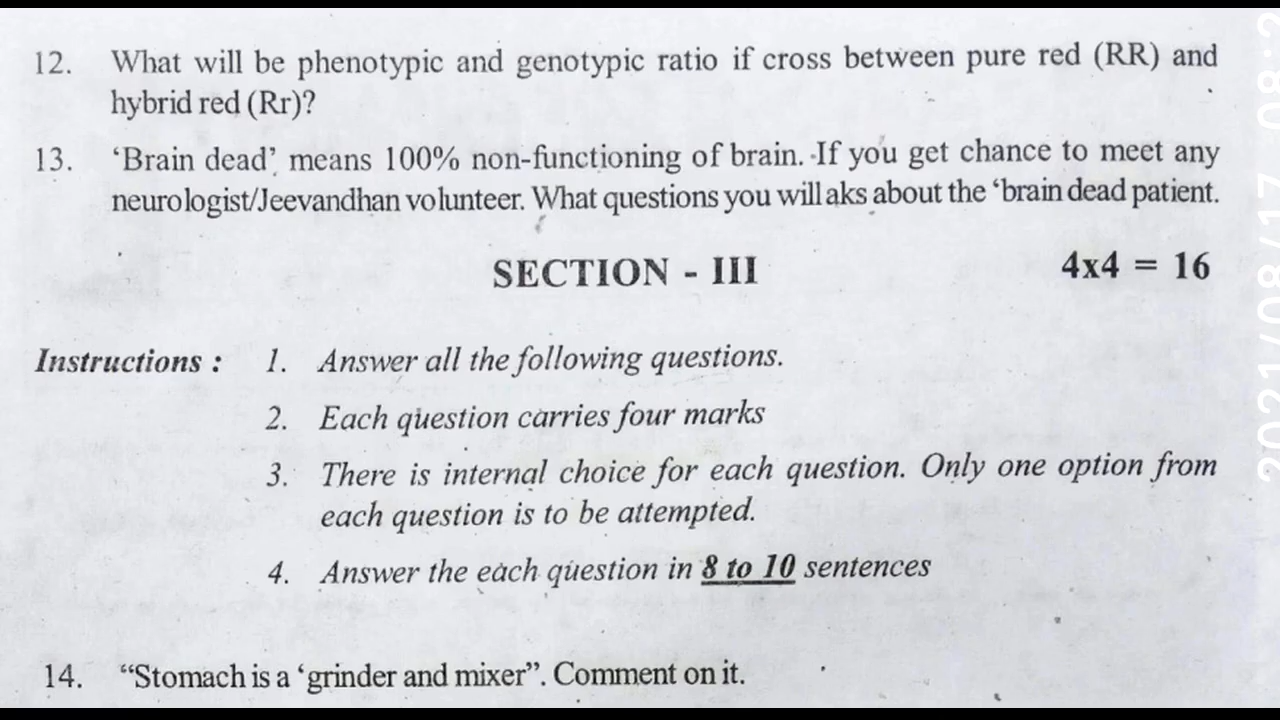 12. What will be phenotypic and genotypic ratio if cross between pure red (RR) and
hybrid red (Rr)?
13. ‘Brain dead’ means 100% non-functioning of brain. If you get chance to meet any
neurologist/Jeevandhan volunteer. What questions you will aks about the ‘brain dead patient.
SECTION - III 4x4 = 16
Instructions : 1. Answer all the following questions.
2. Each question carries four marks
3. There is internal choice for each question. Only one option from
each question is to be attempted.
4. Answer the each question in 8 to 10 sentences
14. “Stomach is a ‘grinder and mixer”. Comment on it.
2021/08/17 08:2